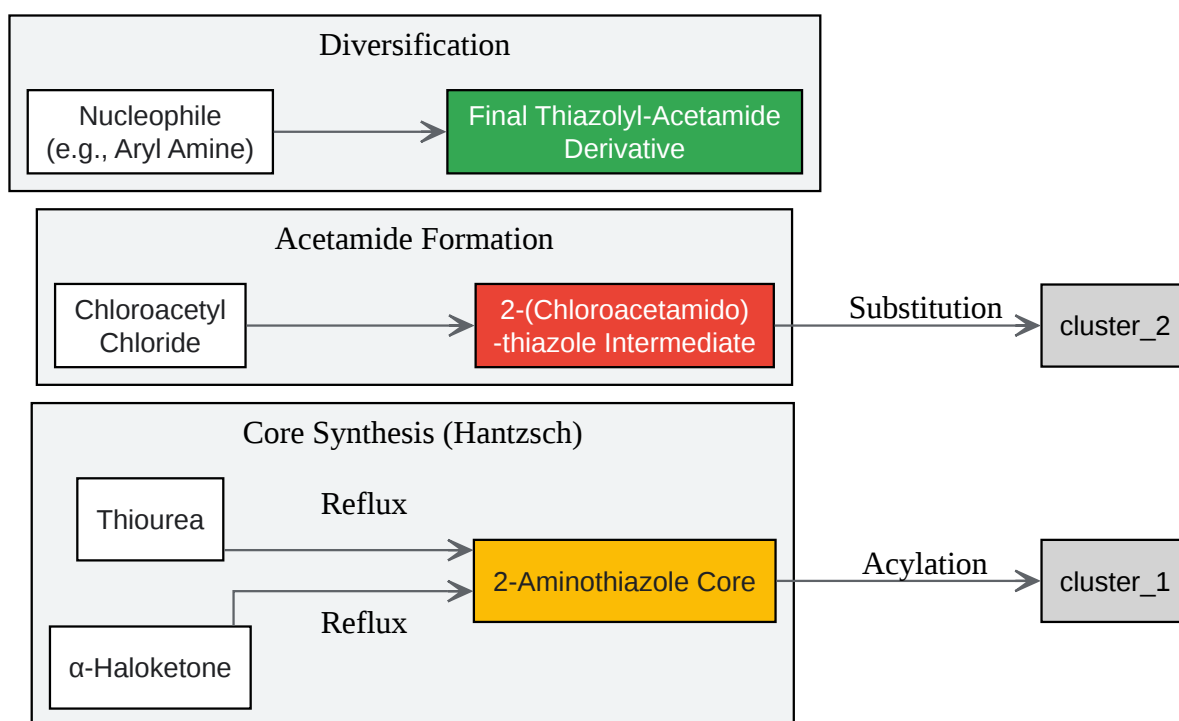 Diversification
Nucleophile
(e.g., Aryl Amine)
Final Thiazolyl-Acetamide
Derivative
Acetamide Formation
Chloroacetyl
Chloride
2-(Chloroacetamido)
-thiazole Intermediate
Substitution
cluster_2
Core Synthesis (Hantzsch)
Thiourea
Reflux
2-Aminothiazole Core
Acylation
cluster_1
Reflux
α-Haloketone